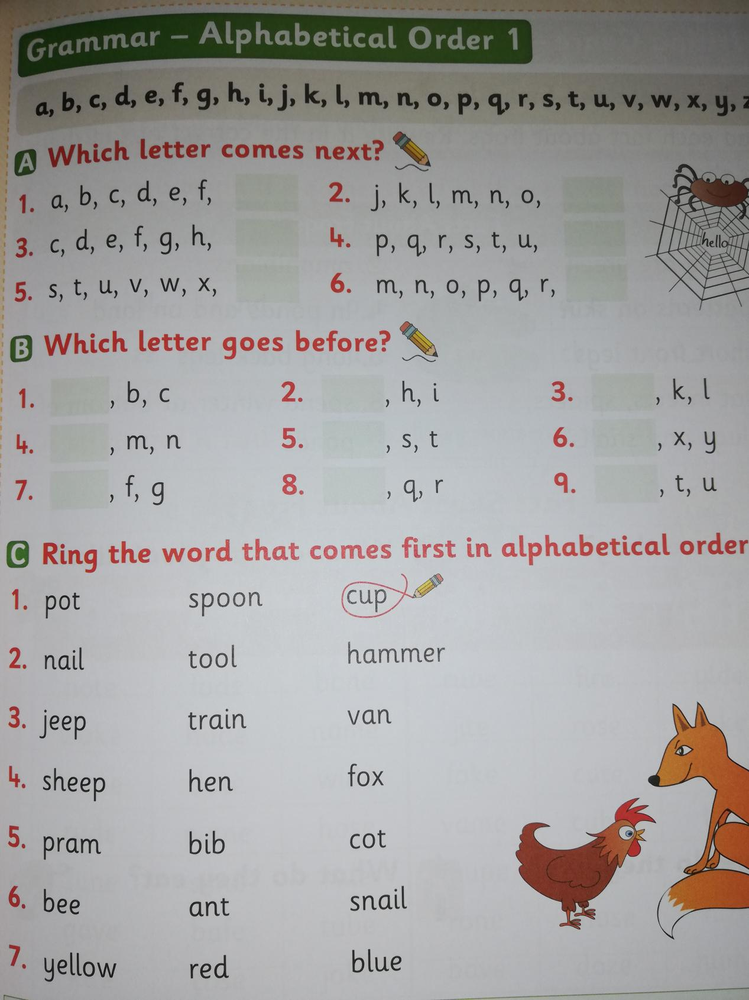 Grammar – Alphabetical Order 1
a, b, c, d, e, f, g, h, i, j, k, l, m, n, o, p, q, r, s, t, u, v, w, x, y, z
A Which letter comes next?
1. a, b, c, d, e, f,
2. j, k, l, m, n, o,
3. c, d, e, f, g, h,
4. p, q, r, s, t, u,
5. s, t, u, v, w, x,
6. m, n, o, p, q, r,
hello
B Which letter goes before?
1. , b, c
2. , h, i
3. , k, l
4. , m, n
5. , s, t
6. , x, y
7. , f, g
8. , q, r
9. , t, u
C Ring the word that comes first in alphabetical order
1. pot spoon cup
2. nail tool hammer
3. jeep train van
4. sheep hen fox
5. pram bib cot
6. bee ant snail
7. yellow red blue